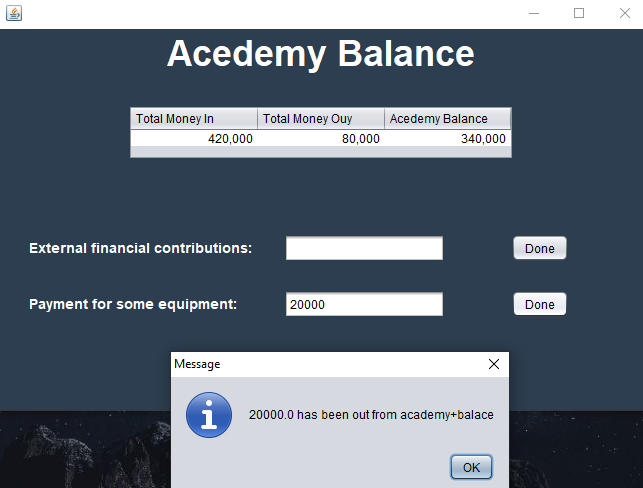 Acedemy Balance
Total Money In Total Money Ouy Acedemy Balance
420,000 80,000 340,000
External financial contributions: Done
Payment for some equipment: 20000 Done
Message
20000.0 has been out from academy+balace
OK